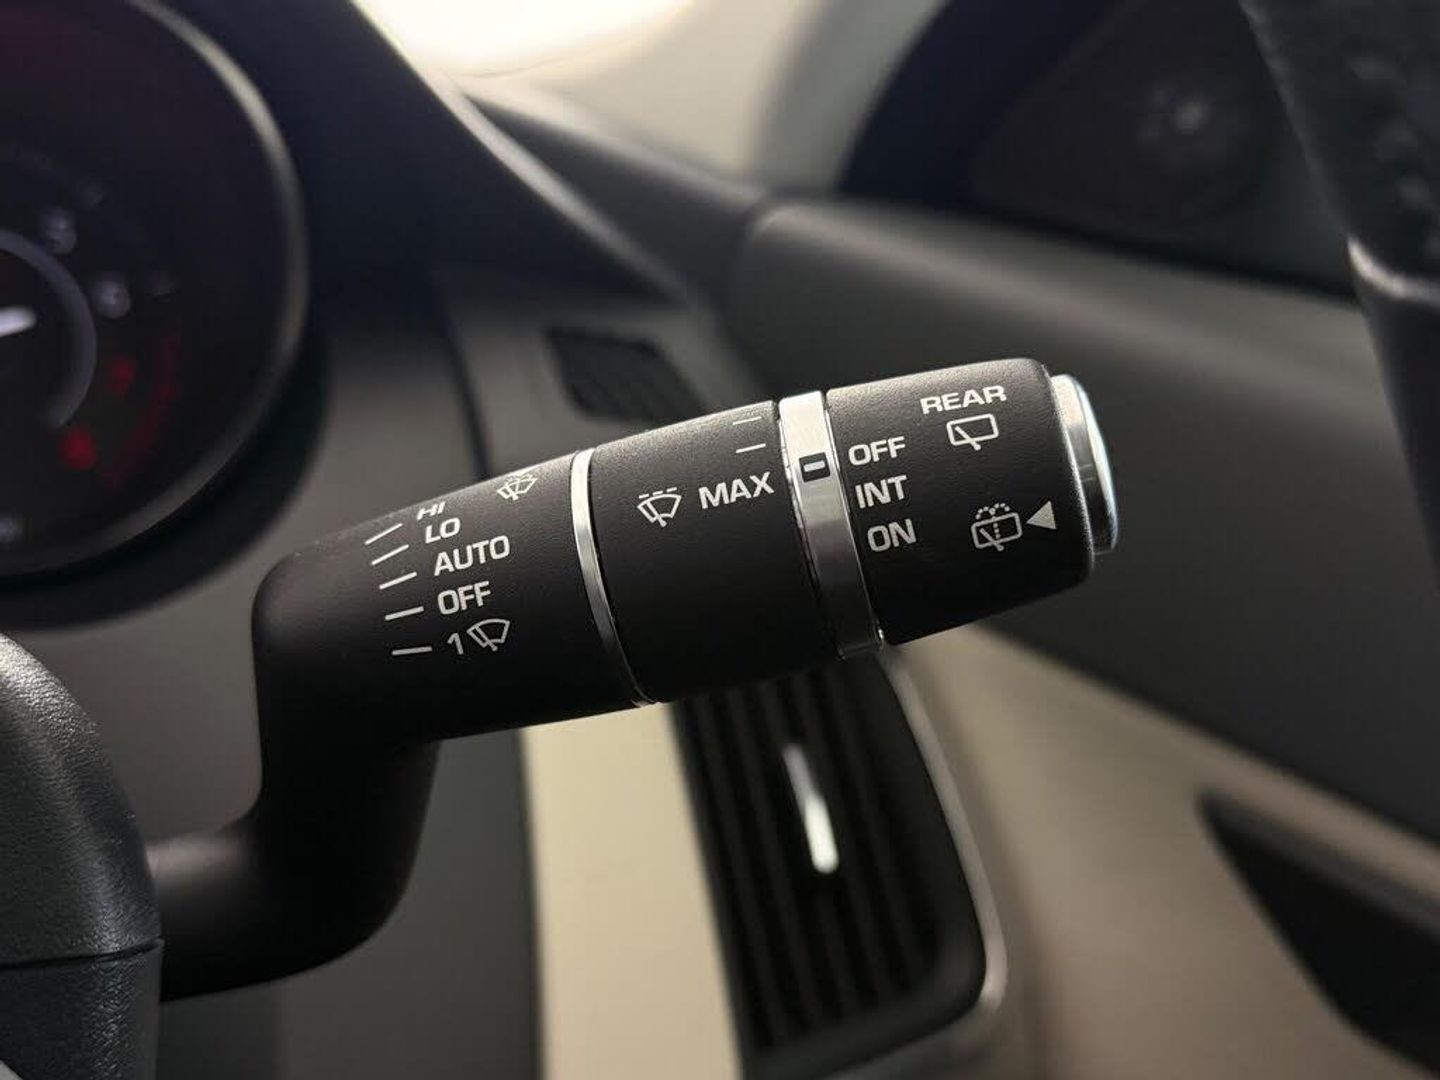 HI
LO
AUTO
OFF
1
MAX
REAR
OFF
INT
ON